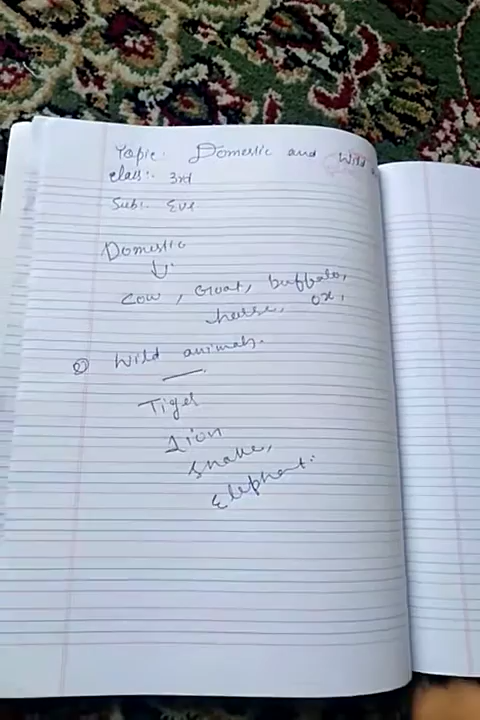 Topic: Domestic and Wild
class:- 3rd
Sub:- Eve
Domestic
↓
Cow, Goat, buffalo,
horse, ox,
② Wild animals.
Tiger
Lion
Snake,
Elephant.